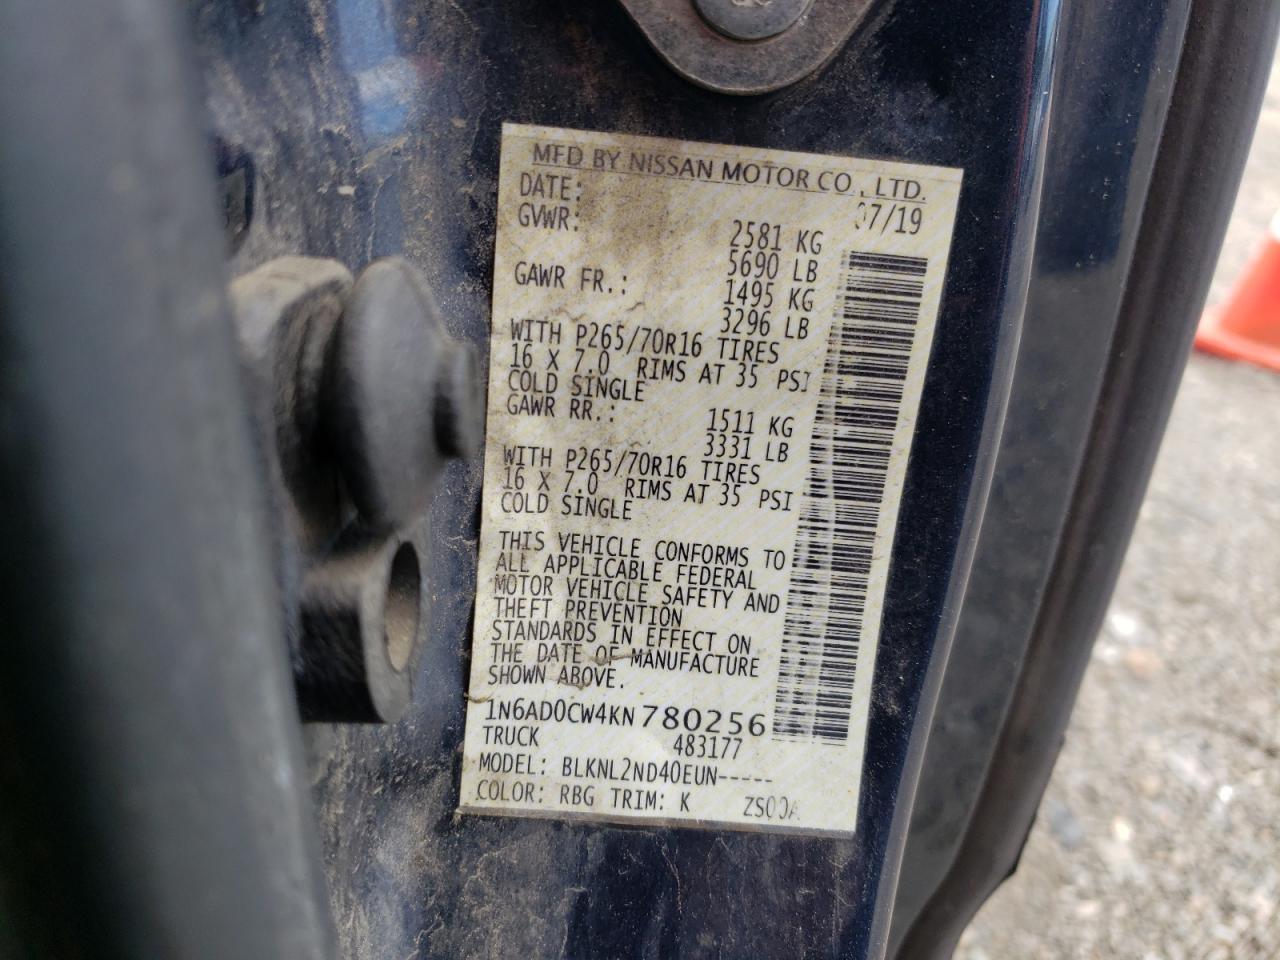 MFD BY NISSAN MOTOR CO., LTD.
DATE: 07/19
GVWR: 2581 KG
5690 LB
GAWR FR.: 1495 KG
3296 LB
WITH P265/70R16 TIRES
16 X 7.0 RIMS AT 35 PSI
COLD SINGLE
GAWR RR.: 1511 KG
3331 LB
WITH P265/70R16 TIRES
16 X 7.0 RIMS AT 35 PSI
COLD SINGLE
THIS VEHICLE CONFORMS TO
ALL APPLICABLE FEDERAL
MOTOR VEHICLE SAFETY AND
THEFT PREVENTION
STANDARDS IN EFFECT ON
THE DATE OF MANUFACTURE
SHOWN ABOVE.
1N6AD0CW4KN780256
TRUCK 483177
MODEL: BLKNL2ND40EUN-----
COLOR: RBG TRIM: K ZS00A